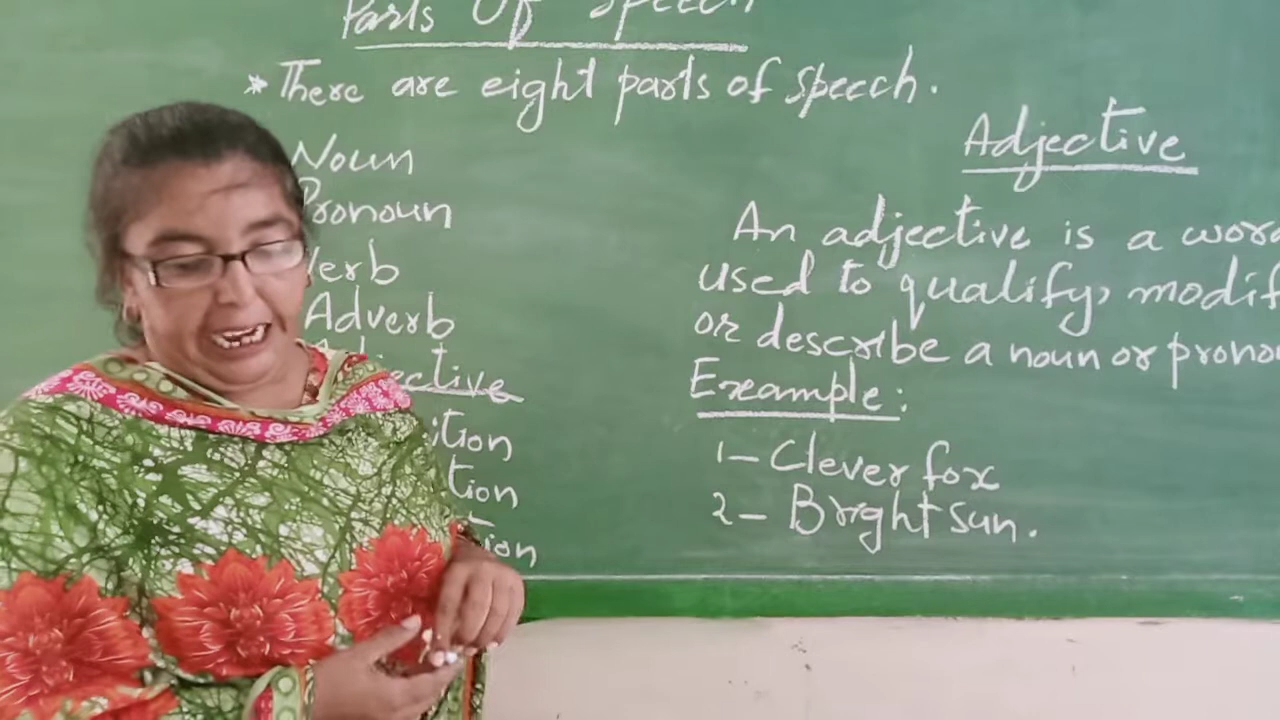 Parts Of Speech
* There are eight parts of speech.
Noun
Pronoun
Verb
Adverb
Adjective
ition
tion
ion
Adjective
An adjective is a word
used to qualify, modif
or describe a noun or pronou
Example:
1- Clever fox
2- Bright sun.